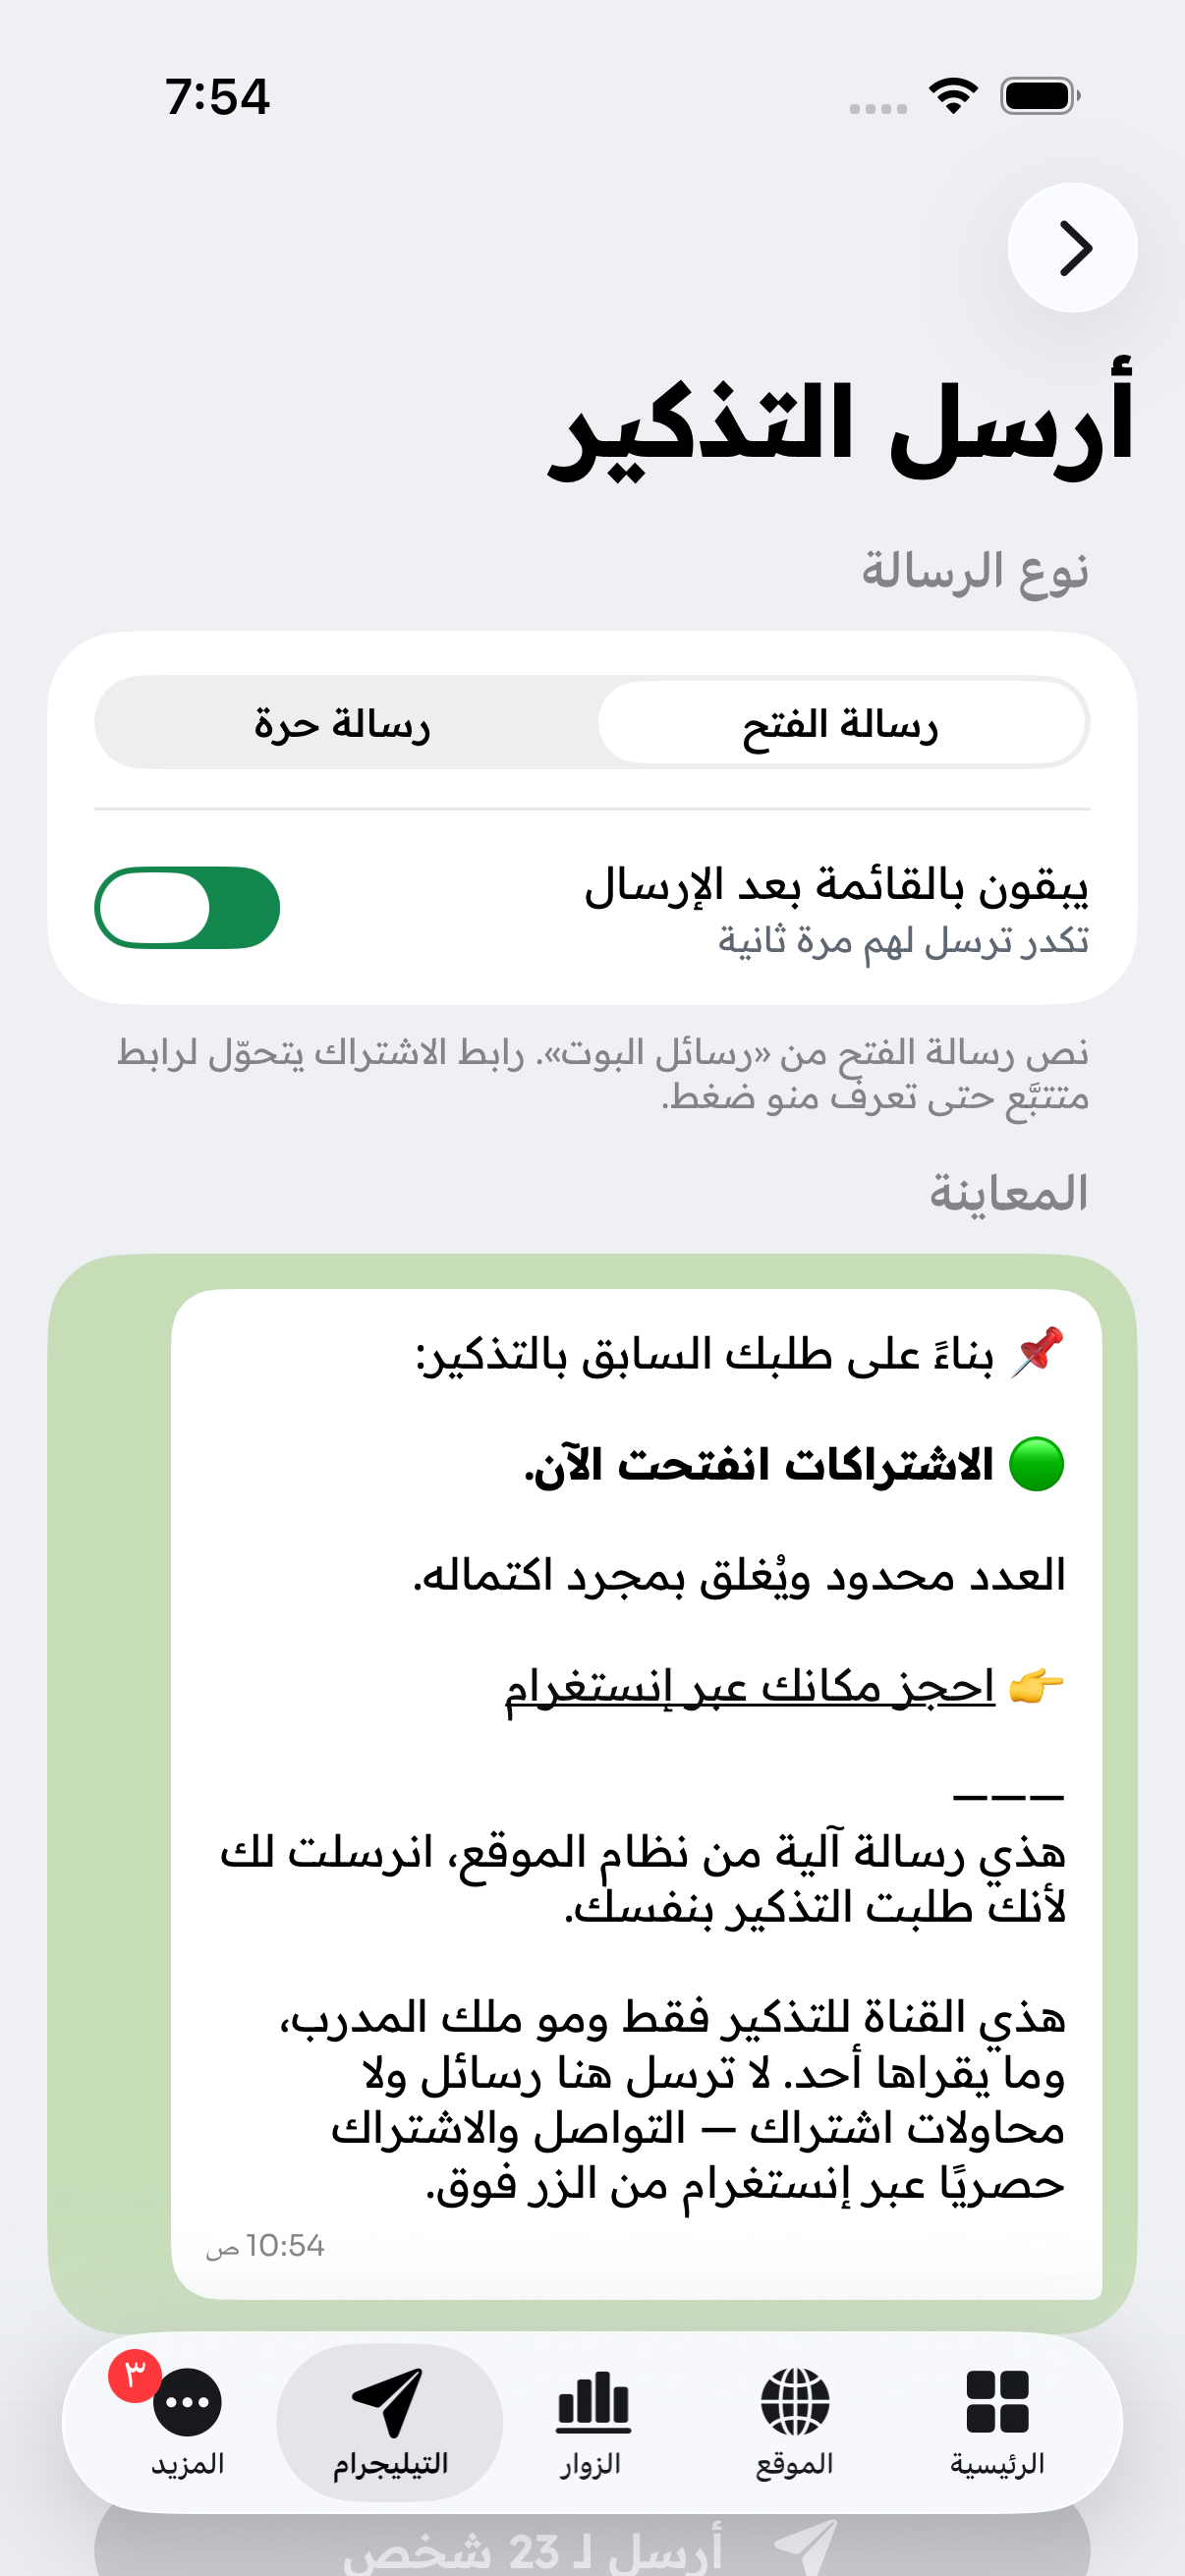 7:54
أرسل التذكير
نوع الرسالة
رسالة الفتح
رسالة حرة
يبقون بالقائمة بعد الإرسال
تكدر ترسل لهم مرة ثانية
نص رسالة الفتح من «رسائل البوت». رابط الاشتراك يتحوّل لرابط
متتبَّع حتى تعرف منو ضغط.
المعاينة
📌 بناءً على طلبك السابق بالتذكير:
🟢 الاشتراكات انفتحت الآن.
العدد محدود ويُغلق بمجرد اكتماله.
👉 احجز مكانك عبر إنستغرام
———
هذي رسالة آلية من نظام الموقع، انرسلت لك
لأنك طلبت التذكير بنفسك.
هذي القناة للتذكير فقط ومو ملك المدرب،
وما يقراها أحد. لا ترسل هنا رسائل ولا
محاولات اشتراك — التواصل والاشتراك
حصريًا عبر إنستغرام من الزر فوق.
10:54 ص
الرئيسية
الموقع
الزوار
التيليجرام
المزيد
٣
أرسل لـ 23 شخص